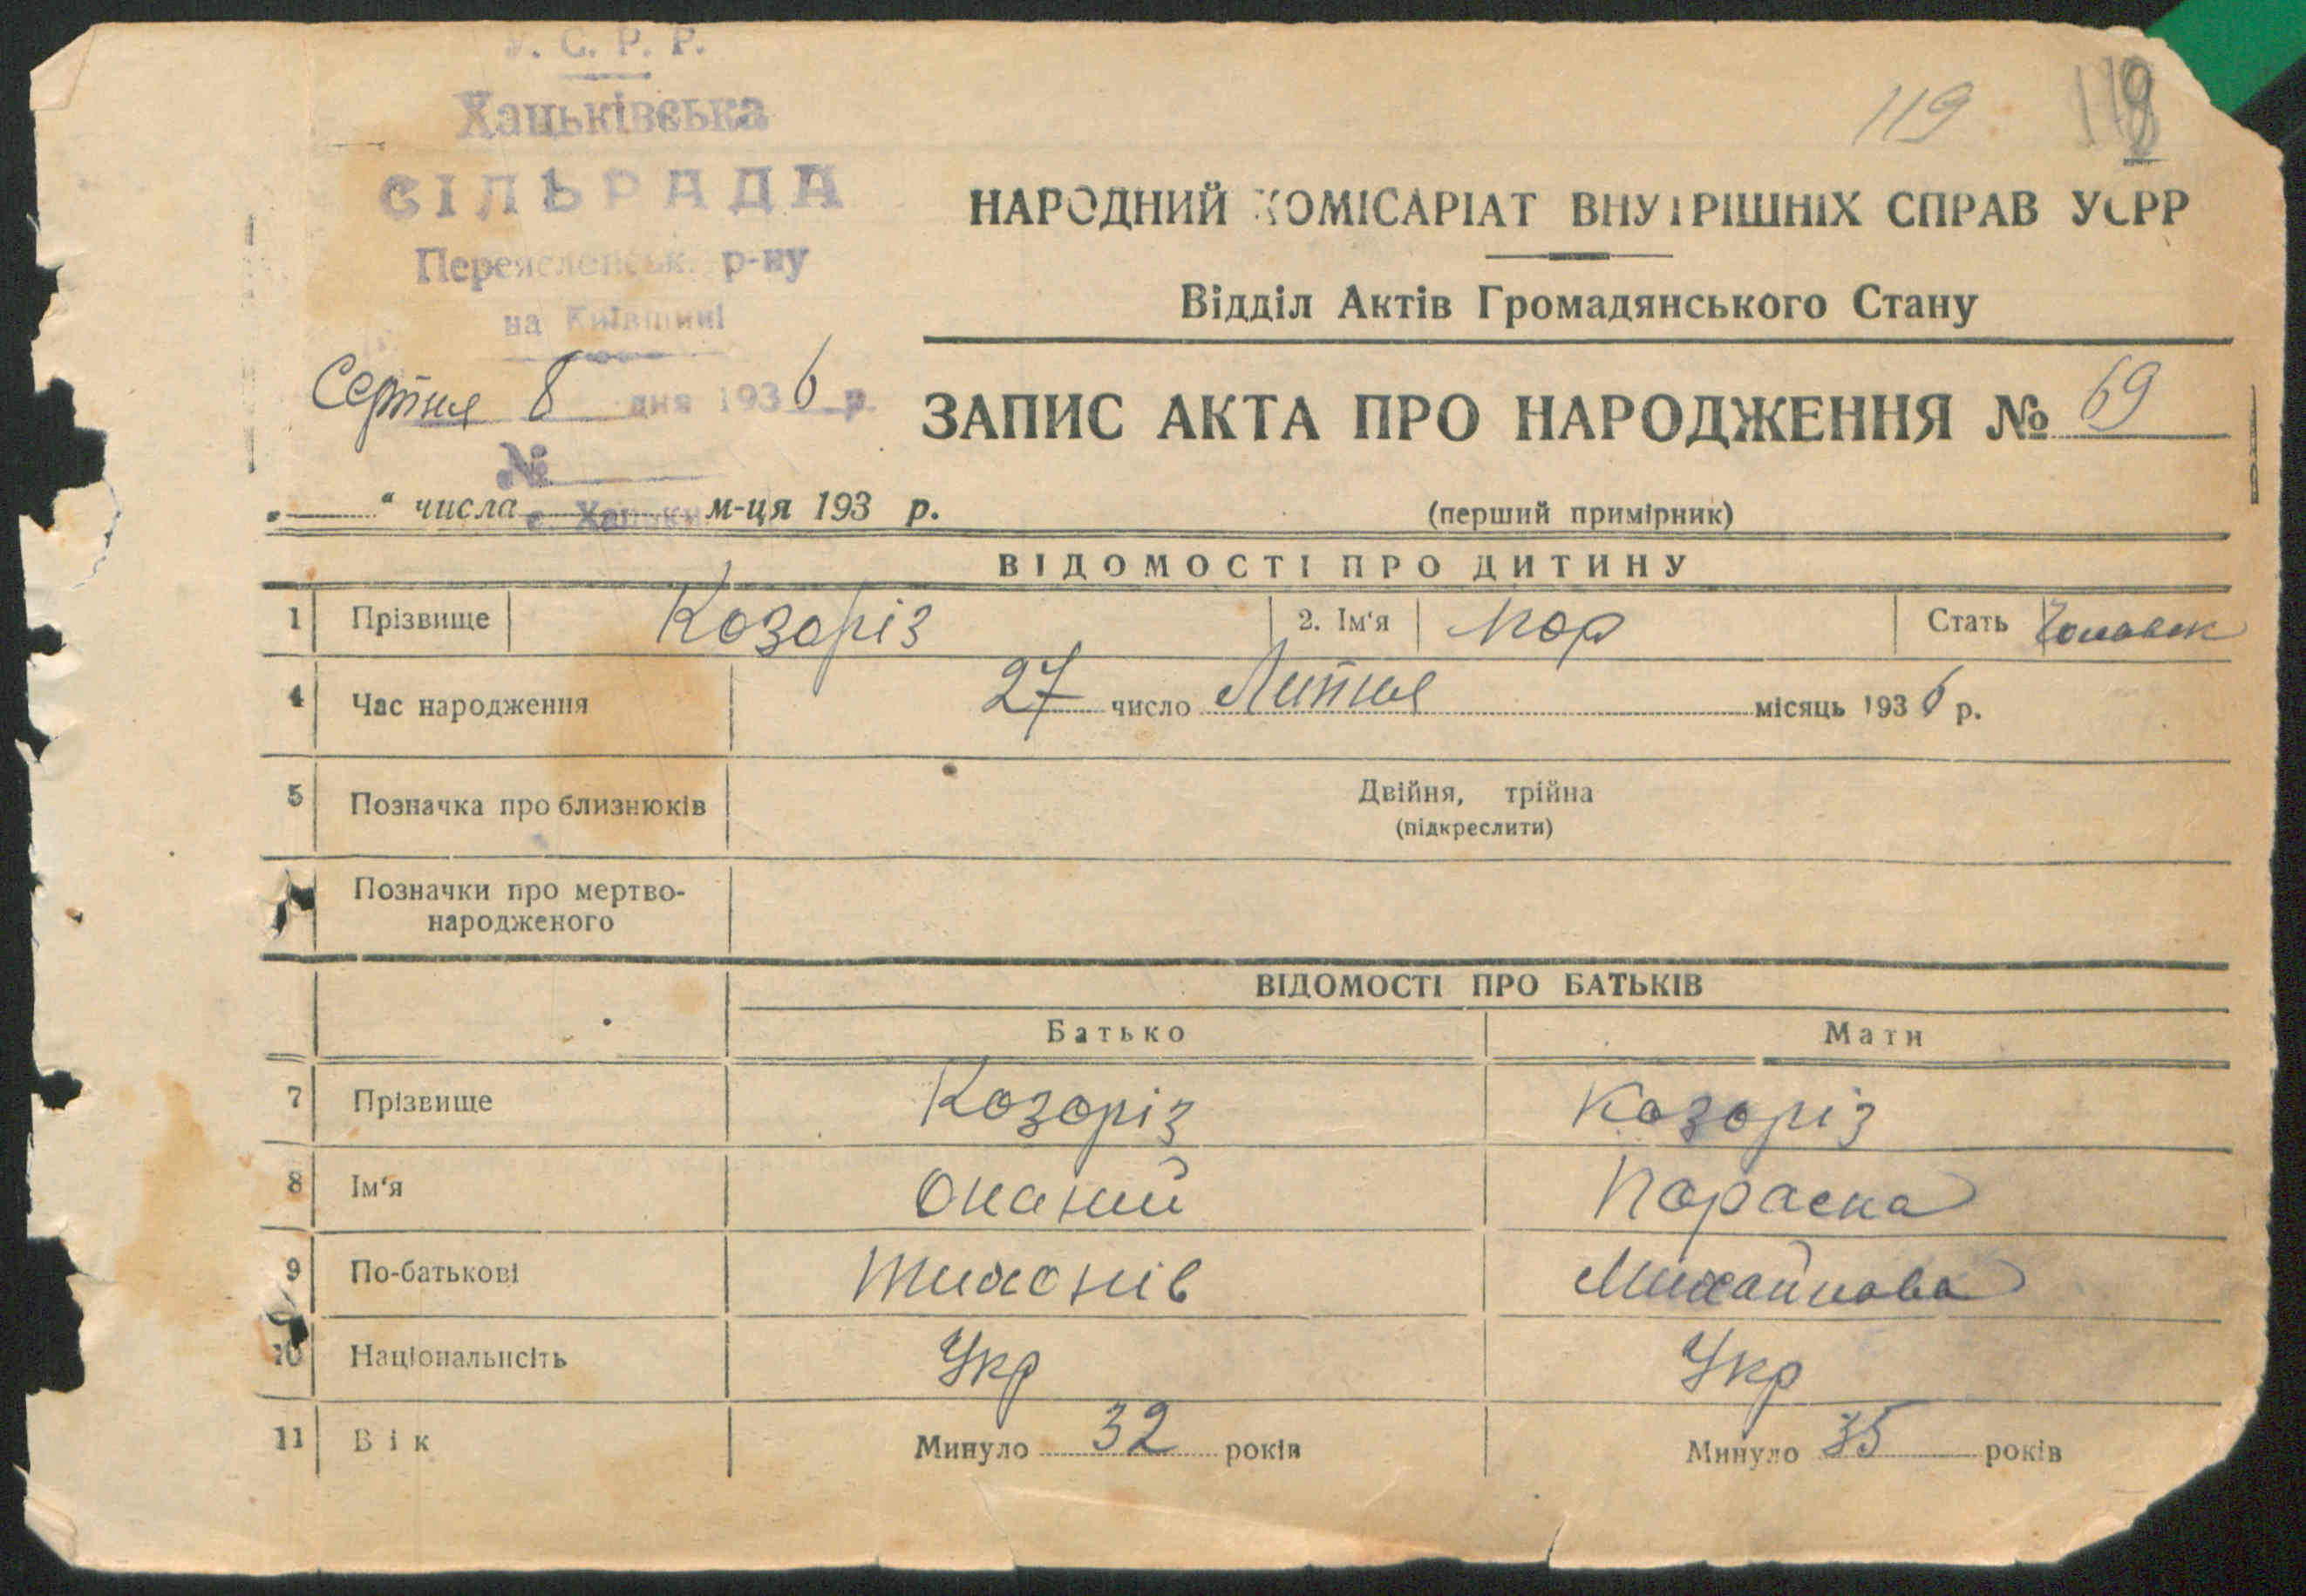 У. С. Р. Р.
Хацьківська
СІЛЬРАДА
Переяславськ. р-ну
на Київщині
Серпня 8 дня 1936 р.
№
с. Хацьки
119 118
НАРОДНИЙ КОМІСАРІАТ ВНУТРІШНІХ СПРАВ УСРР
Відділ Актів Громадянського Стану
ЗАПИС АКТА ПРО НАРОДЖЕННЯ № 69
„ “ числа м-ця 193 р.
(перший примірник)
ВІДОМОСТІ ПРО ДИТИНУ
1 Прізвище Козоріз 2. Ім'я Стать Чоловік
4 Час народження 27 число Липня місяць 1936 р.
5 Позначка про близнюків Двійня, трійна
(підкреслити)
Позначки про мертво-
народженого
ВІДОМОСТІ ПРО БАТЬКІВ
Батько Мати
7 Прізвище Козоріз Козоріз
8 Ім'я Онаний Параска
9 По-батькові Тихонів Михайлова
10 Національнсіть Укр Укр
11 Вік Минуло 32 років Минуло 35 років